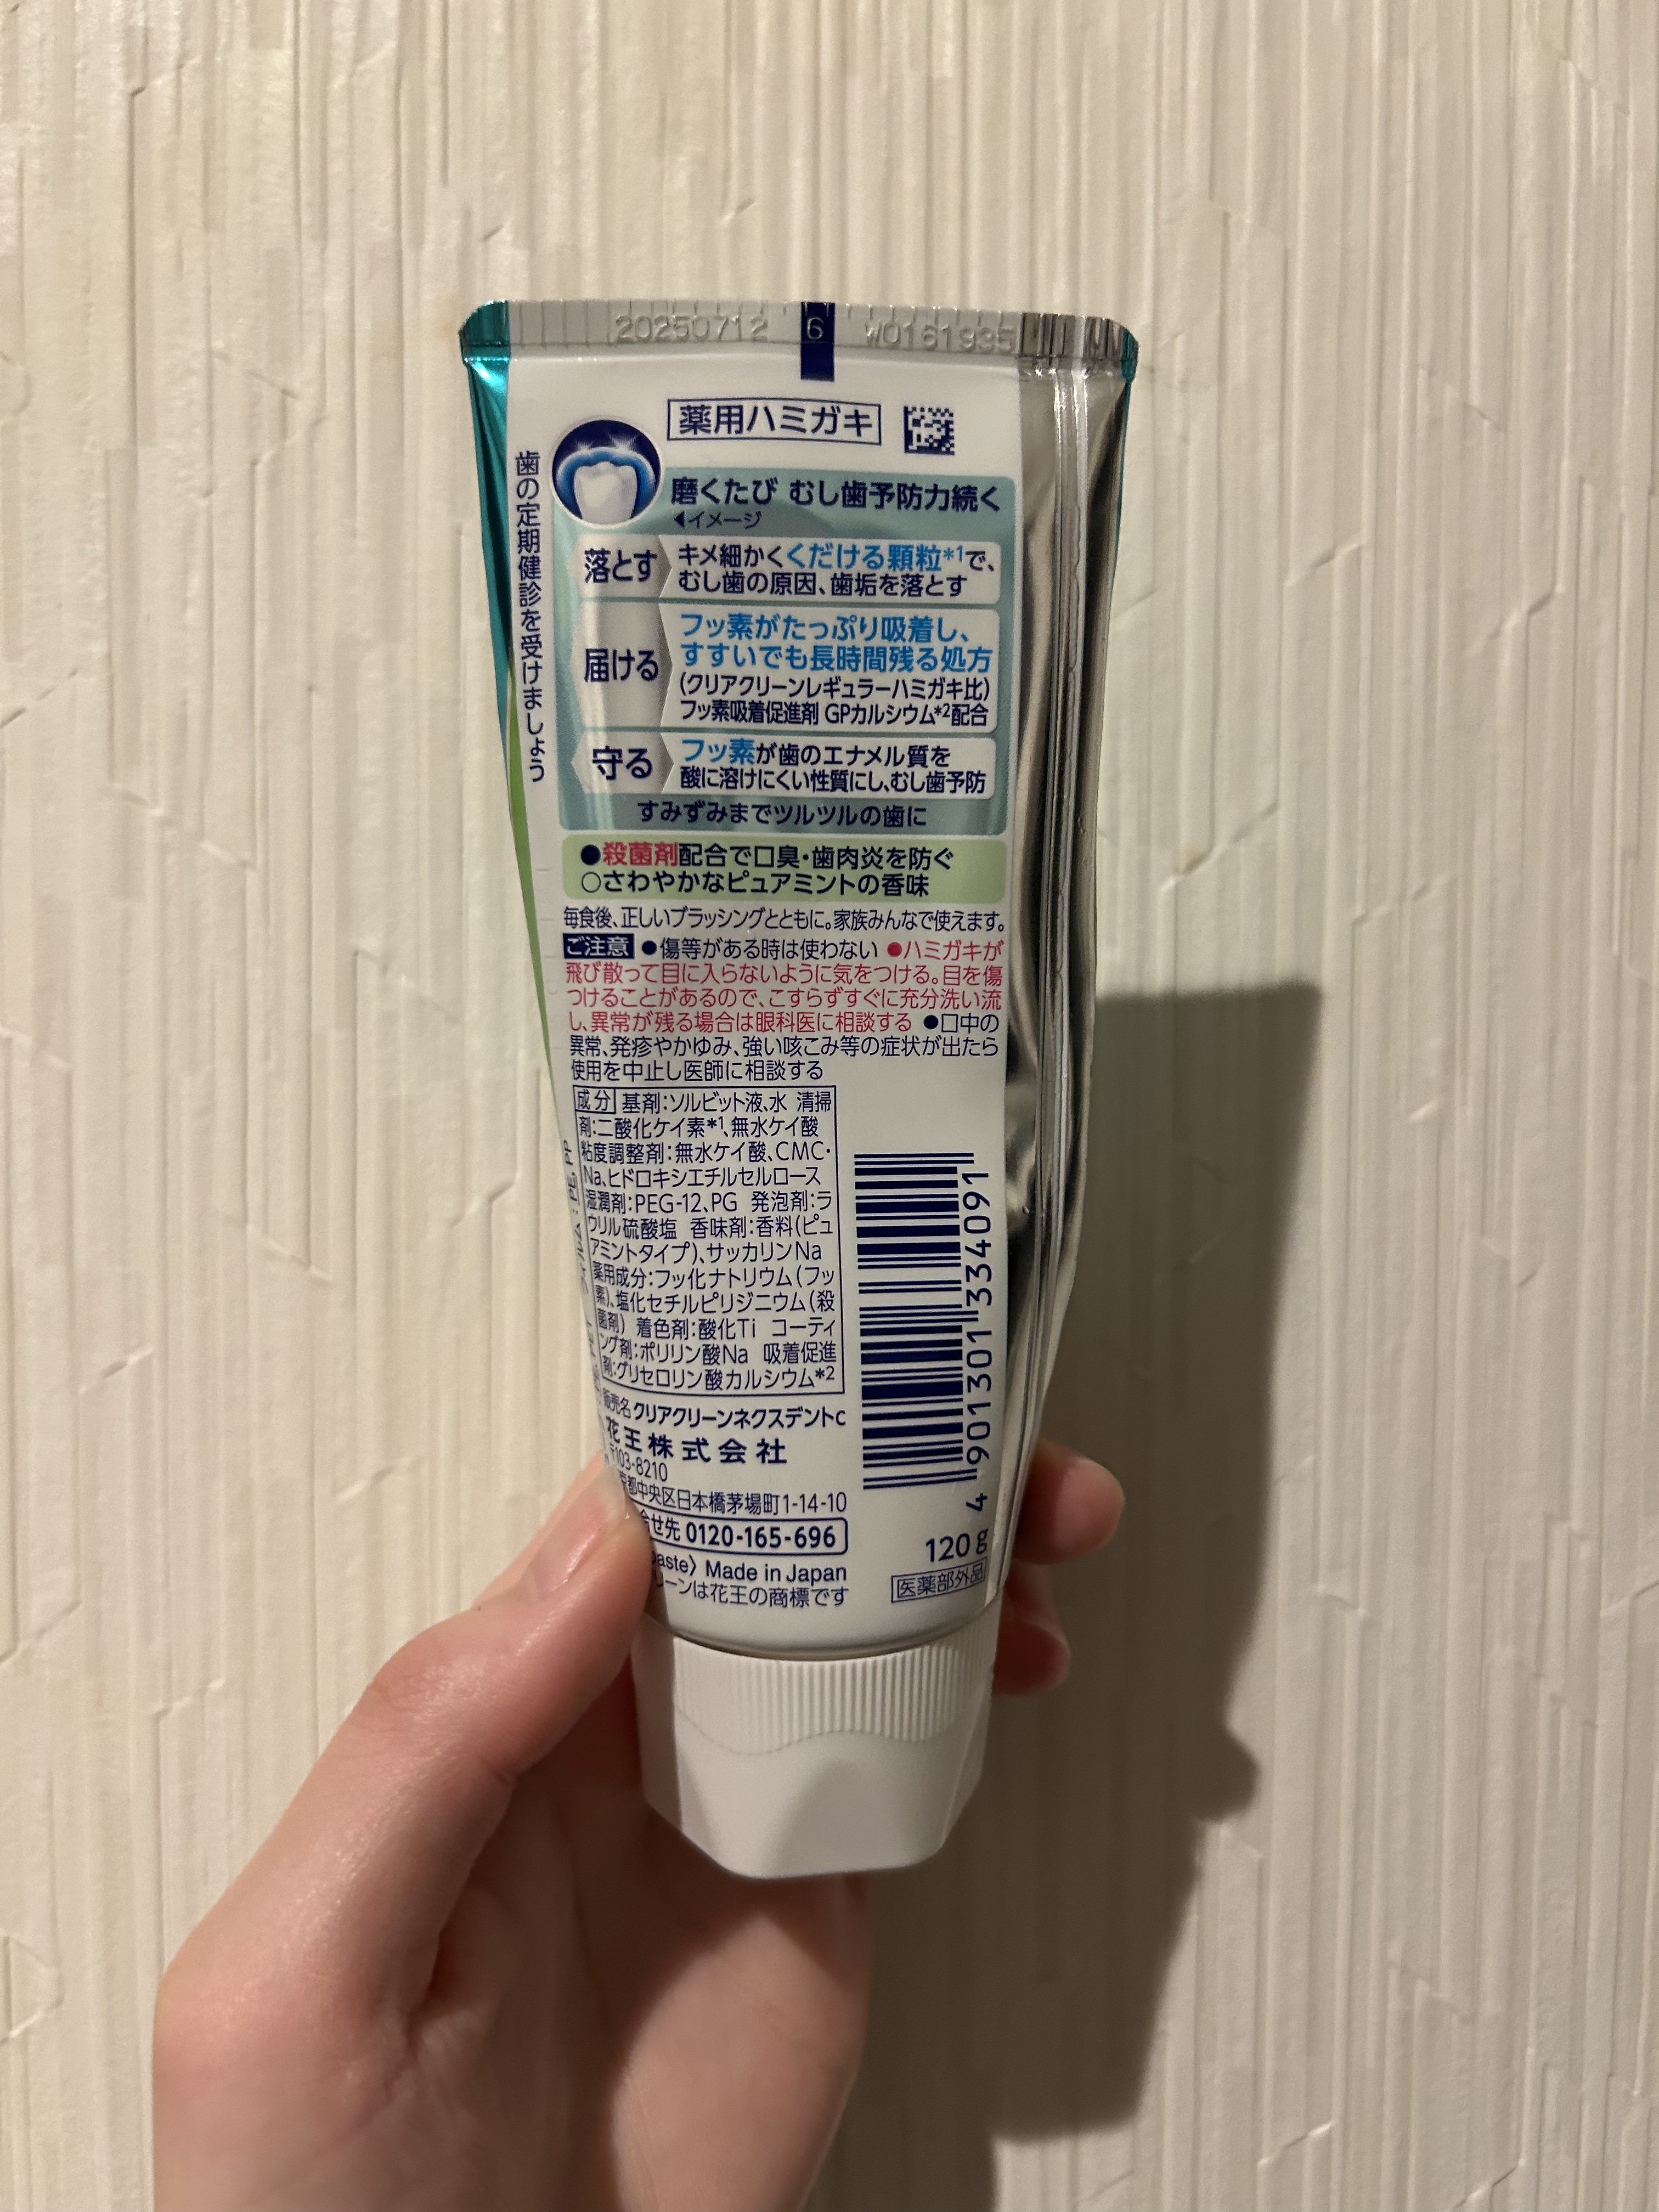 20250712 6 W0161935
薬用ハミガキ
歯の定期健診を受けましょう
磨くたび むし歯予防力続く
◀イメージ
落とす
キメ細かくくだける顆粒*1で、
むし歯の原因、歯垢を落とす
届ける
フッ素がたっぷり吸着し、
すすいでも長時間残る処方
(クリアクリーンレギュラーハミガキ比)
フッ素吸着促進剤 GPカルシウム*2配合
守る
フッ素が歯のエナメル質を
酸に溶けにくい性質にし、むし歯予防
すみずみまでツルツルの歯に
●殺菌剤配合で口臭・歯肉炎を防ぐ
○さわやかなピュアミントの香味
毎食後、正しいブラッシングとともに。家族みんなで使えます。
ご注意 ●傷等がある時は使わない ●ハミガキが
飛び散って目に入らないように気をつける。目を傷
つけることがあるので、こすらずすぐに充分洗い流
し、異常が残る場合は眼科医に相談する ●口中の
異常、発疹やかゆみ、強い咳こみ等の症状が出たら
使用を中止し医師に相談する
成分 基剤:ソルビット液、水 清掃
剤:二酸化ケイ素*1、無水ケイ酸
粘度調整剤:無水ケイ酸、CMC・
Na、ヒドロキシエチルセルロース
湿潤剤:PEG-12、PG 発泡剤:ラ
ウリル硫酸塩 香味剤:香料(ピュ
アミントタイプ)、サッカリンNa
薬用成分:フッ化ナトリウム(フッ
素)、塩化セチルピリジニウム(殺
菌剤) 着色剤:酸化Ti コーティ
ング剤:ポリリン酸Na 吸着促進
剤:グリセロリン酸カルシウム*2
販売名 クリアクリーンネクスデントC
花王株式会社
〒103-8210
都中央区日本橋茅場町1-14-10
合せ先 0120-165-696
paste〉 Made in Japan
リーンは花王の商標です
4 901301 334091
120g
医薬部外品
PE, PP